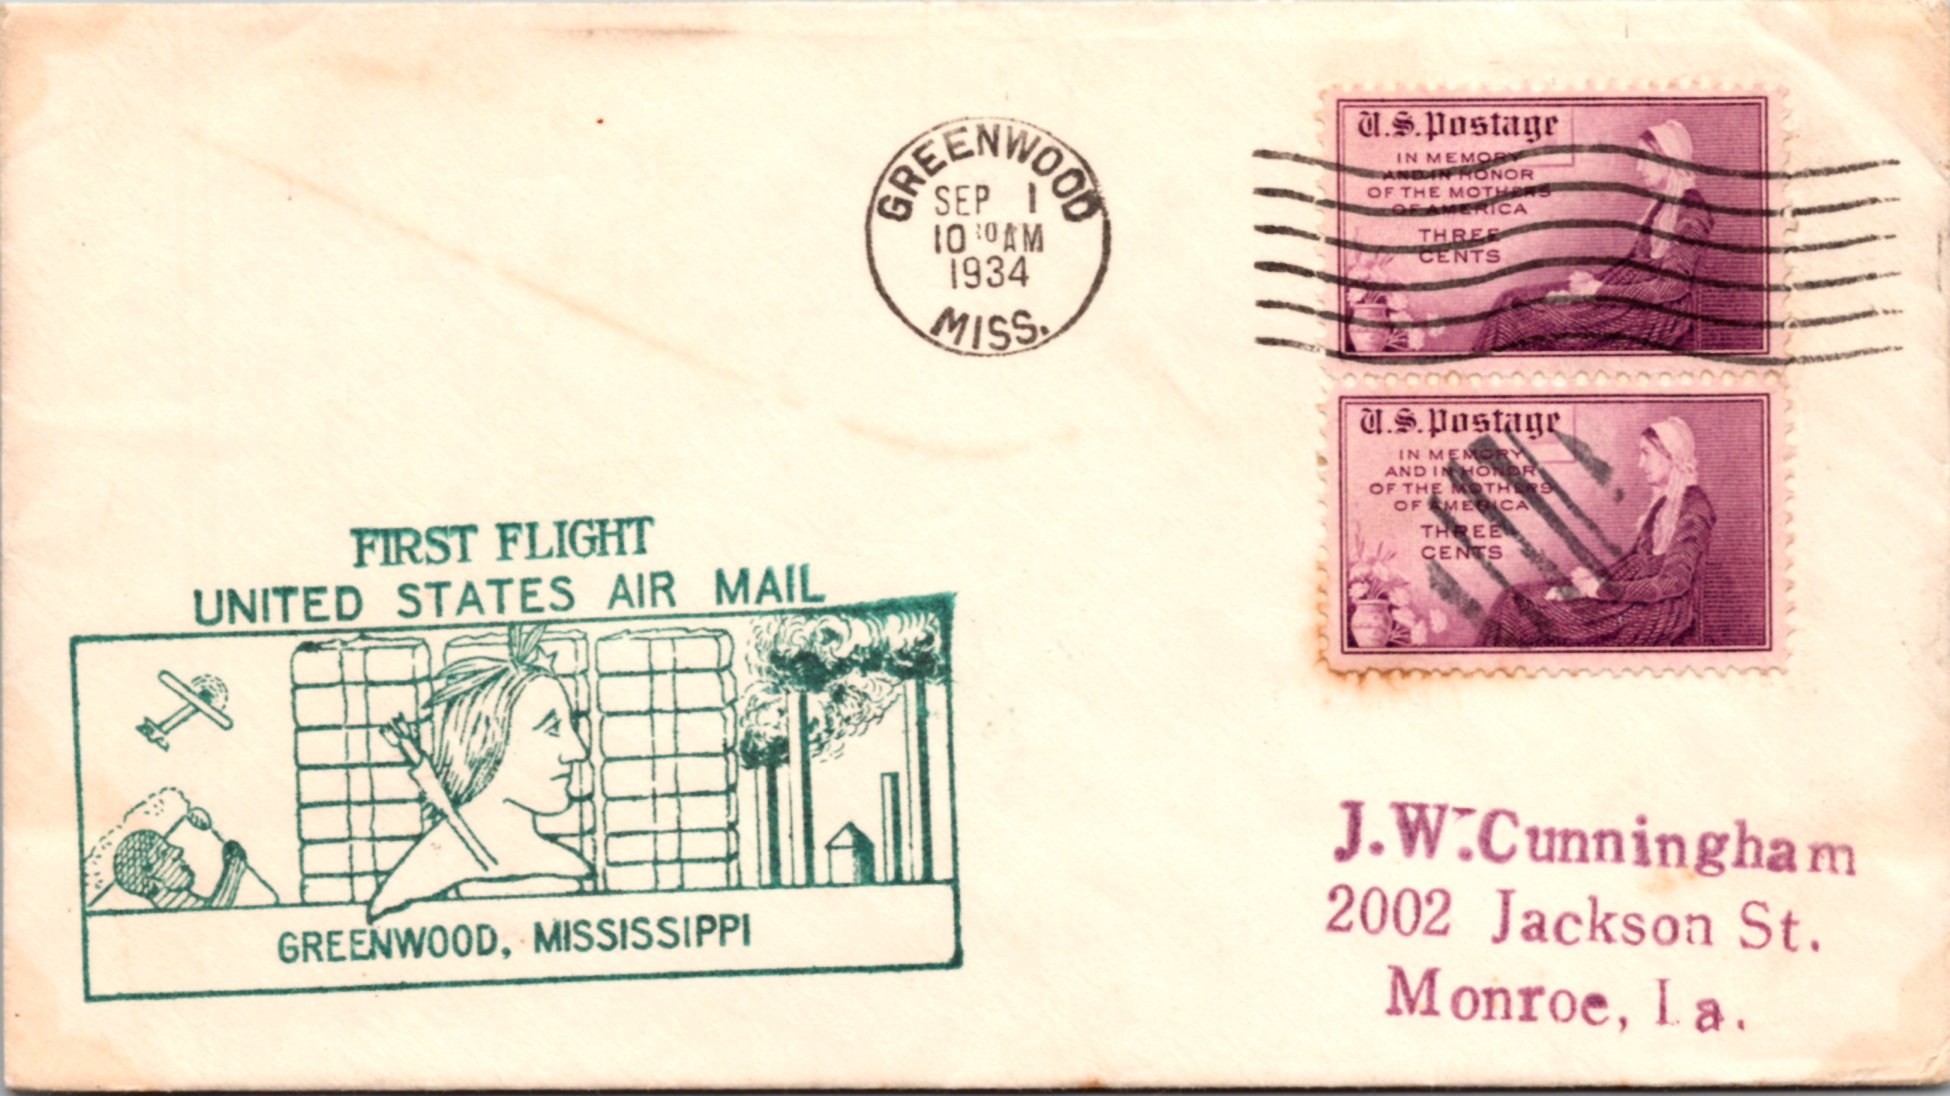 GREENWOOD
SEP 1
10 30 AM
1934
MISS.
U.S. Postage
IN MEMORY
AND IN HONOR
OF THE MOTHERS
OF AMERICA
THREE
CENTS
U.S. Postage
IN MEMORY
AND IN HONOR
OF THE MOTHERS
OF AMERICA
THREE
CENTS
FIRST FLIGHT
UNITED STATES AIR MAIL
GREENWOOD, MISSISSIPPI
J.W. Cunningham
2002 Jackson St.
Monroe, La.